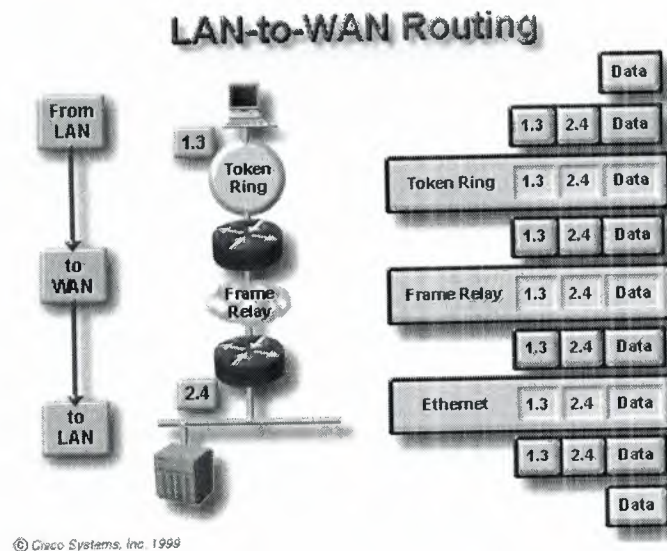 LAN-to-WAN Routing
From
LAN
to
WAN
to
LAN
1.3
Token
Ring
Frame
Relay
2.4
Data
1.3 2.4 Data
Token Ring 1.3 2.4 Data
1.3 2.4 Data
Frame Relay 1.3 2.4 Data
1.3 2.4 Data
Ethernet 1.3 2.4 Data
1.3 2.4 Data
Data
© Cisco Systems, Inc. 1999